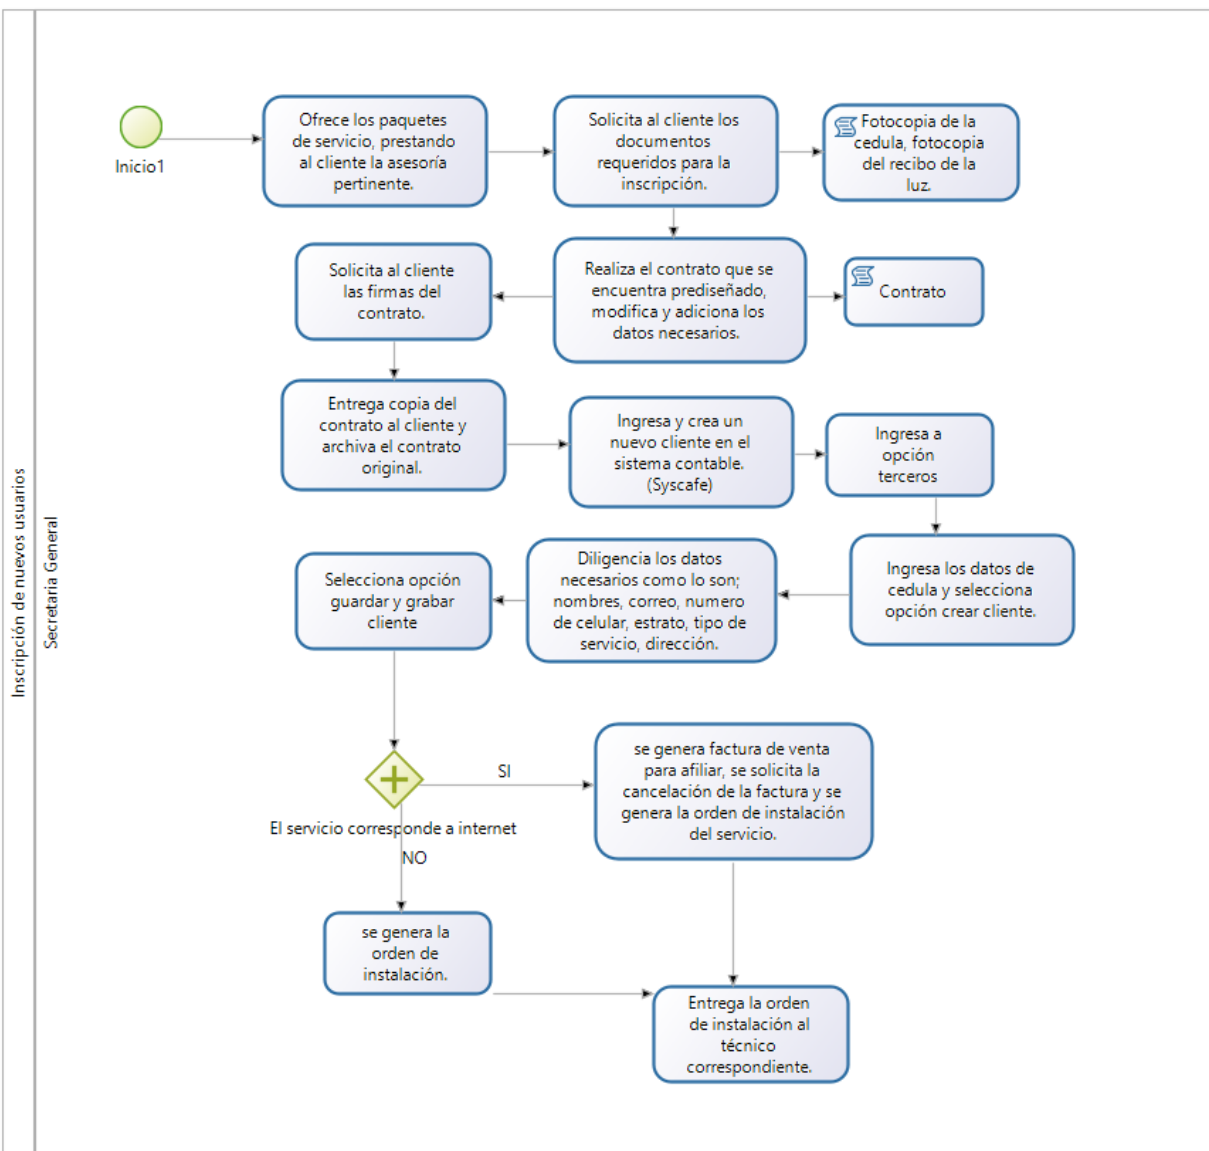 Inscripción de nuevos usuarios
Secretaria General
Inicio1
Ofrece los paquetes
de servicio, prestando
al cliente la asesoría
pertinente.
Solicita al cliente los
documentos
requeridos para la
inscripción.
Fotocopia de la
cedula, fotocopia
del recibo de la
luz.
Realiza el contrato que se
encuentra prediseñado,
modifica y adiciona los
datos necesarios.
Contrato
Solicita al cliente
las firmas del
contrato.
Entrega copia del
contrato al cliente y
archiva el contrato
original.
Ingresa y crea un
nuevo cliente en el
sistema contable.
(Syscafe)
Ingresa a
opción
terceros
Ingresa los datos de
cedula y selecciona
opción crear cliente.
Diligencia los datos
necesarios como lo son;
nombres, correo, numero
de celular, estrato, tipo de
servicio, dirección.
Selecciona opción
guardar y grabar
cliente
El servicio corresponde a internet
SI
se genera factura de venta
para afiliar, se solicita la
cancelación de la factura y se
genera la orden de instalación
del servicio.
NO
se genera la
orden de
instalación.
Entrega la orden
de instalación al
técnico
correspondiente.